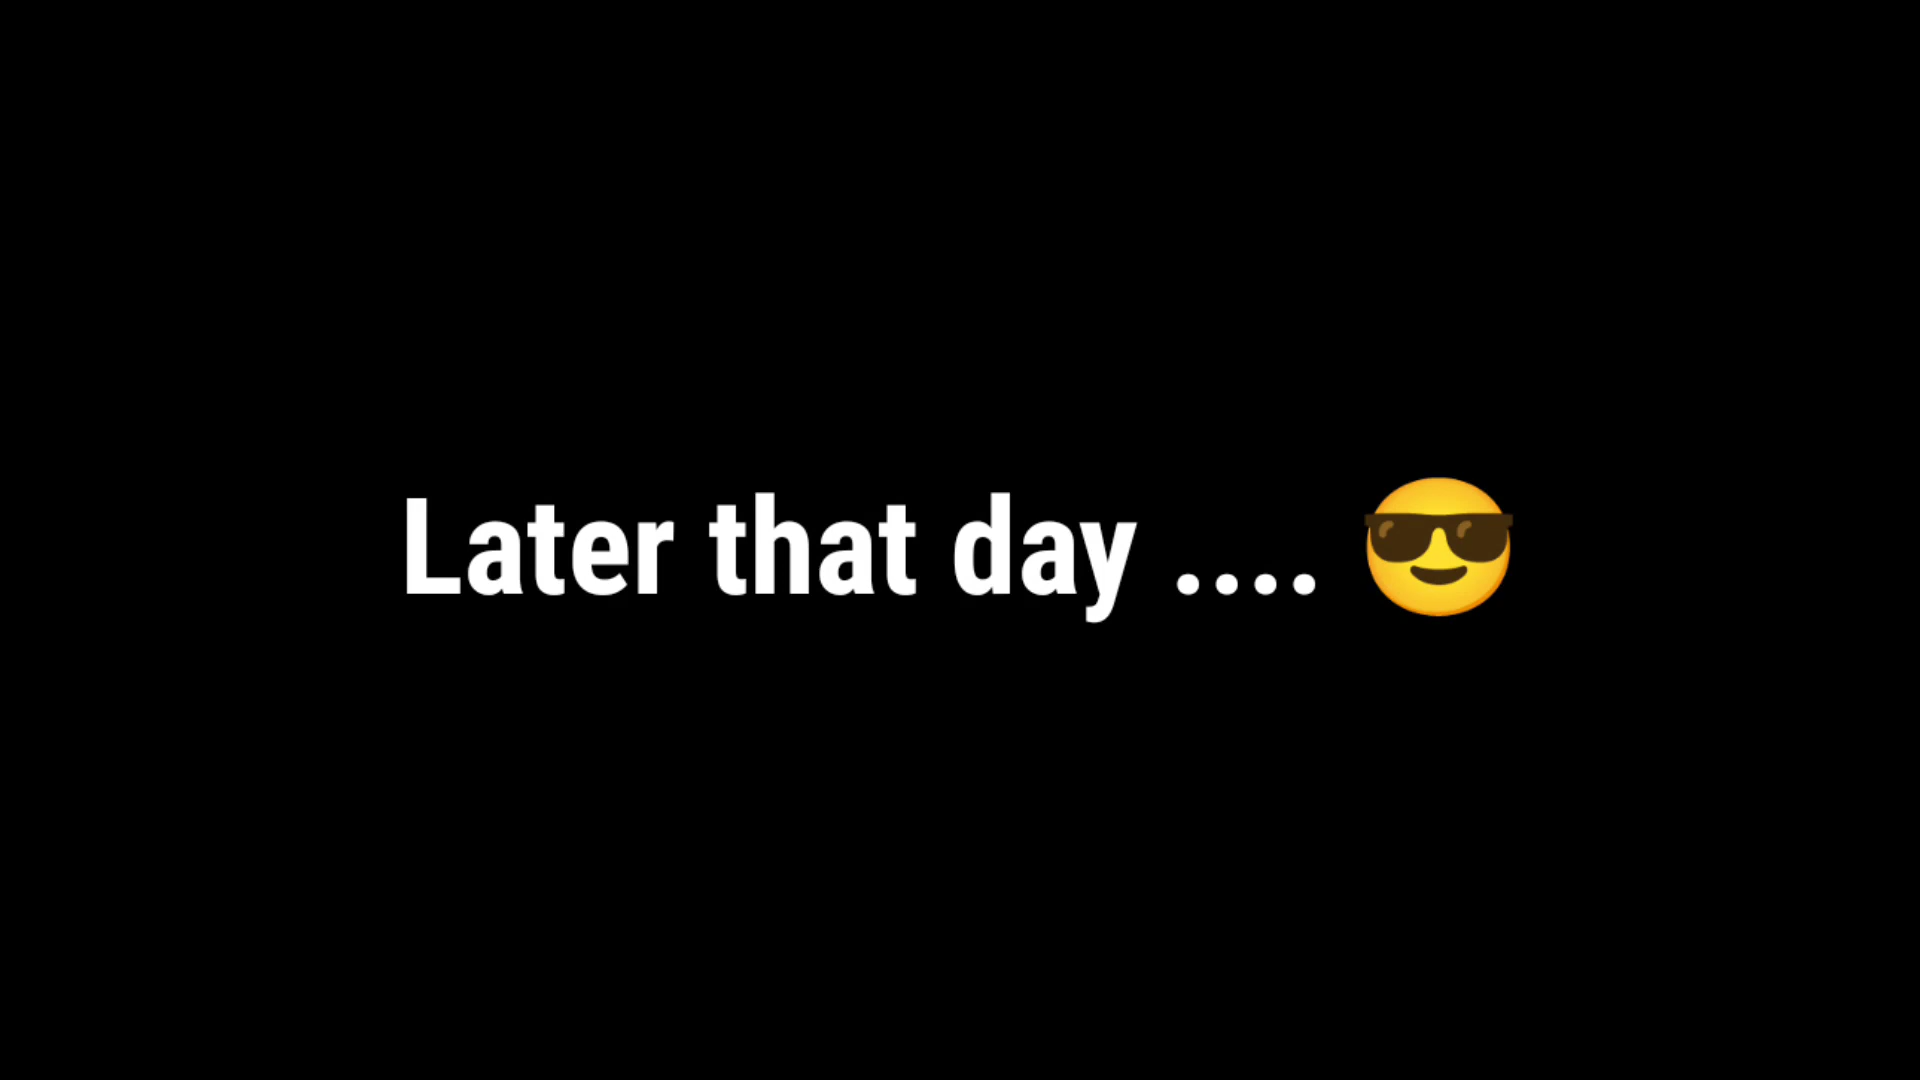 Later that day .... 😎